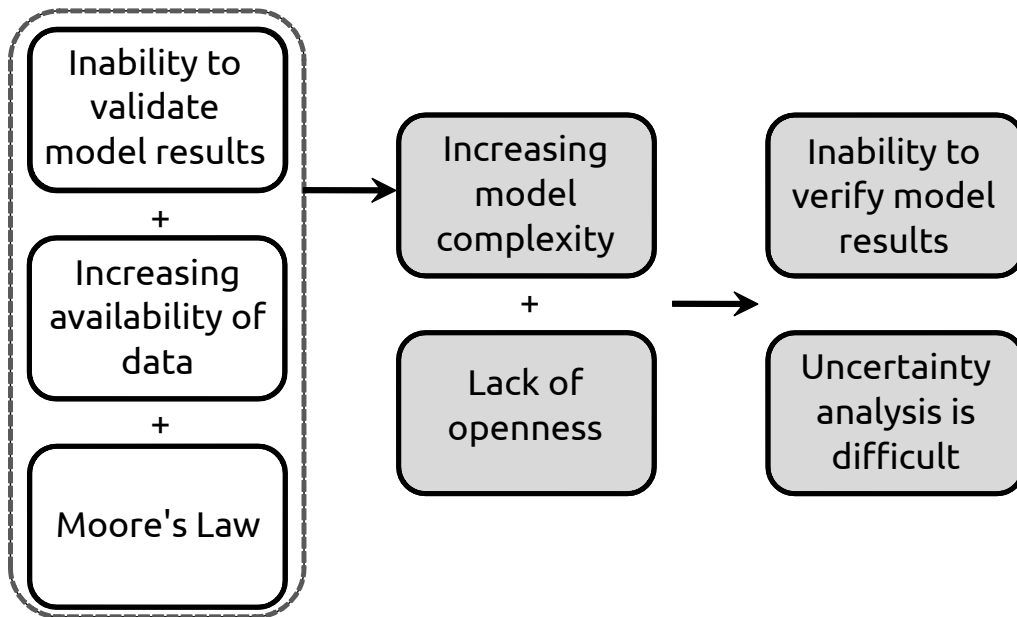 Inability to
validate
model results
+
Increasing
availability of
data
+
Moore's Law
Increasing
model
complexity
+
Lack of
openness
Inability to
verify model
results
Uncertainty
analysis is
difficult